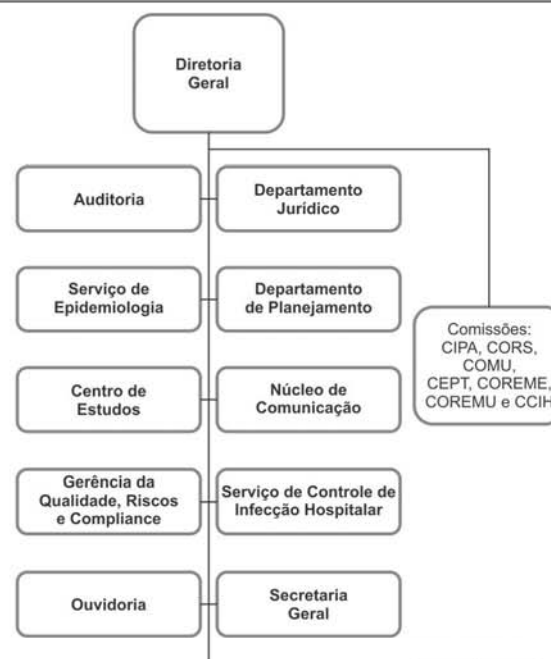 Diretoria
Geral
Auditoria
Departamento
Jurídico
Serviço de
Epidemiologia
Departamento
de Planejamento
Comissões:
CIPA, CORS,
COMU,
CEPT, COREME,
COREMU e CCIH
Centro de
Estudos
Núcleo de
Comunicação
Gerência da
Qualidade, Riscos
e Compliance
Serviço de Controle de
Infecção Hospitalar
Ouvidoria
Secretaria
Geral